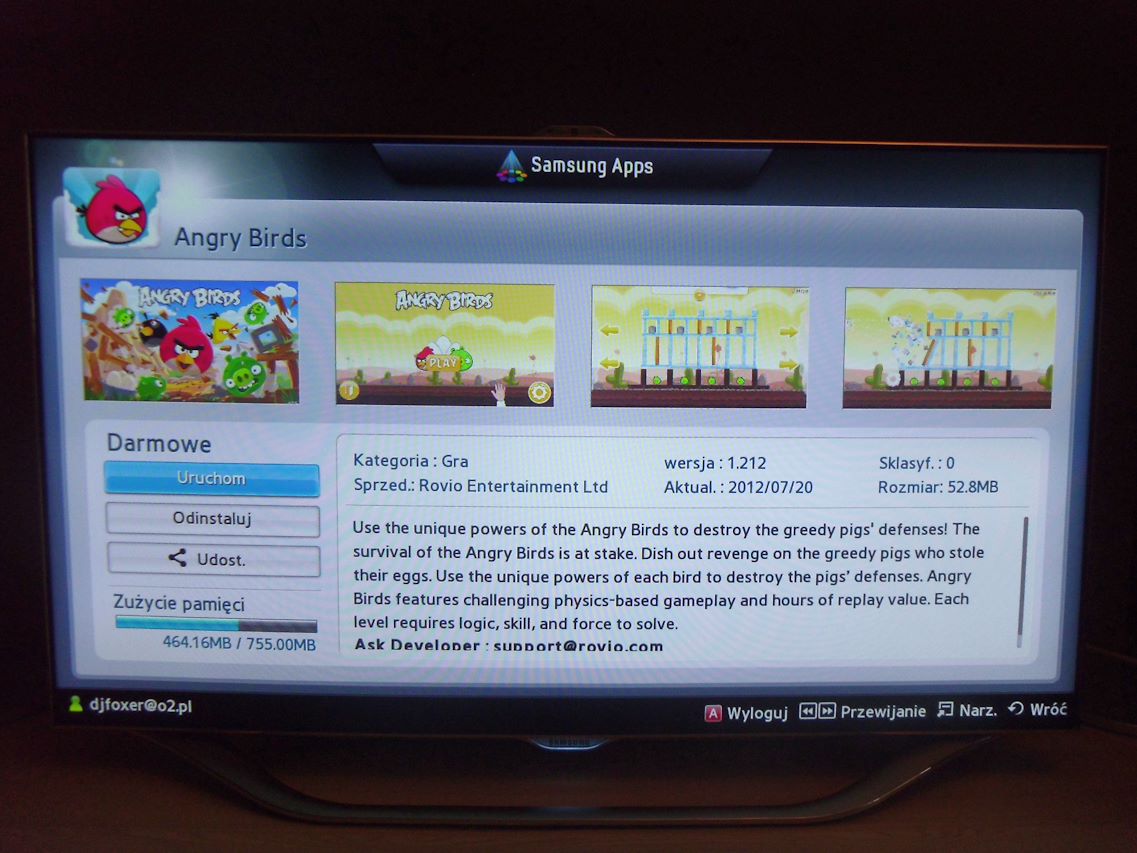 Samsung Apps
Angry Birds
ANGRY BIRDS
ANGRY BIRDS
PLAY
Darmowe
Uruchom
Odinstaluj
Udost.
Zużycie pamięci
464.16MB / 755.00MB
Kategoria : Gra
wersja : 1.212
Sklasyf. : 0
Sprzed.: Rovio Entertainment Ltd
Aktual. : 2012/07/20
Rozmiar: 52.8MB
Use the unique powers of the Angry Birds to destroy the greedy pigs' defenses! The
survival of the Angry Birds is at stake. Dish out revenge on the greedy pigs who stole
their eggs. Use the unique powers of each bird to destroy the pigs' defenses. Angry
Birds features challenging physics-based gameplay and hours of replay value. Each
level requires logic, skill, and force to solve.
Ask Developer : support@rovio.com
djfoxer@o2.pl
A Wyloguj
Przewijanie
Narz.
Wróć
SAMSUNG